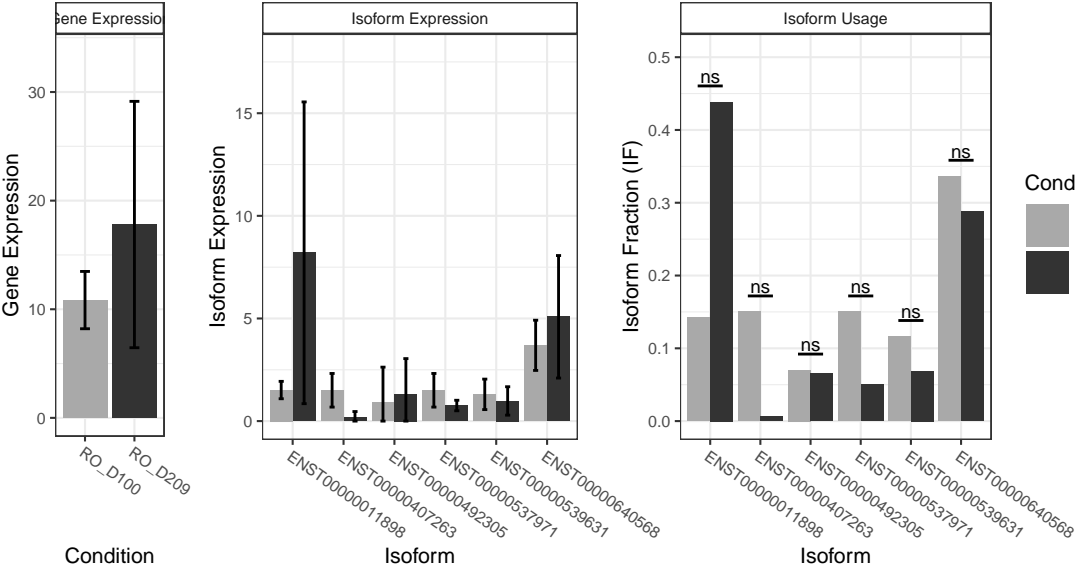 Gene Expression
Isoform Expression
Isoform Usage
Gene Expression
30
20
10
0
RO_D100
RO_D209
Condition
Isoform Expression
15
10
5
0
ENST00000011898
ENST00000407263
ENST00000492305
ENST00000537971
ENST00000539631
ENST00000640568
Isoform
Isoform Fraction (IF)
0.5
0.4
0.3
0.2
0.1
0.0
ns
ns
ns
ns
ns
ns
ENST00000011898
ENST00000407263
ENST00000492305
ENST00000537971
ENST00000539631
ENST00000640568
Isoform
Cond